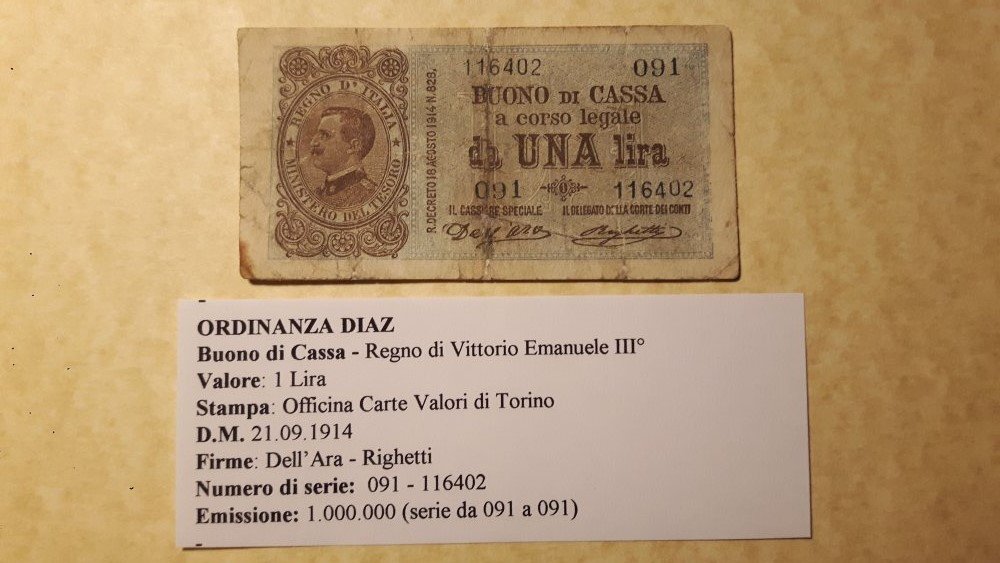 116402 091
BUONO DI CASSA
a corso legale
da UNA lira
091 116402
IL CASSIERE SPECIALE IL DELEGATO DELLA CORTE DEI CONTI
Dell'Ara Righetti
R. DECRETO 18 AGOSTO 1914 N. 828.
REGNO D'ITALIA
MINISTERO DEL TESORO
ORDINANZA DIAZ
Buono di Cassa - Regno di Vittorio Emanuele III°
Valore: 1 Lira
Stampa: Officina Carte Valori di Torino
D.M. 21.09.1914
Firme: Dell'Ara - Righetti
Numero di serie: 091 - 116402
Emissione: 1.000.000 (serie da 091 a 091)